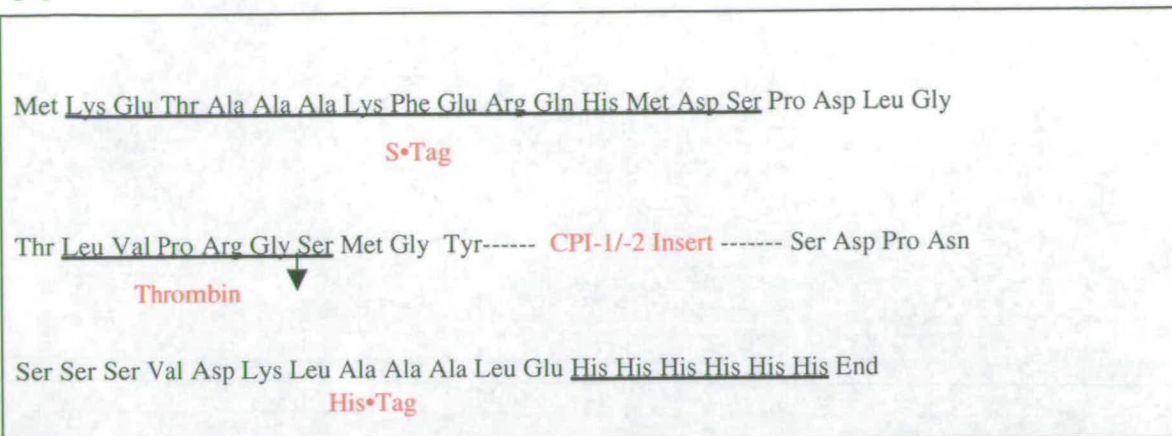 Met Lys Glu Thr Ala Ala Ala Lys Phe Glu Arg Gln His Met Asp Ser Pro Asp Leu Gly
S•Tag
Thr Leu Val Pro Arg Gly Ser Met Gly Tyr------ CPI-1/-2 Insert ------- Ser Asp Pro Asn
Thrombin
Ser Ser Ser Val Asp Lys Leu Ala Ala Ala Leu Glu His His His His His His End
His•Tag